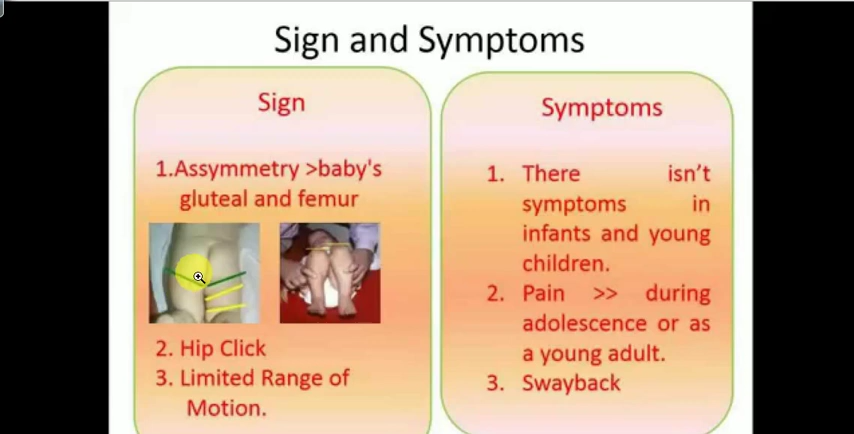 Sign and Symptoms
Sign
1.Assymmetry >baby's
gluteal and femur
2. Hip Click
3. Limited Range of
Motion.
Symptoms
1. There isn't
symptoms in
infants and young
children.
2. Pain >> during
adolescence or as
a young adult.
3. Swayback